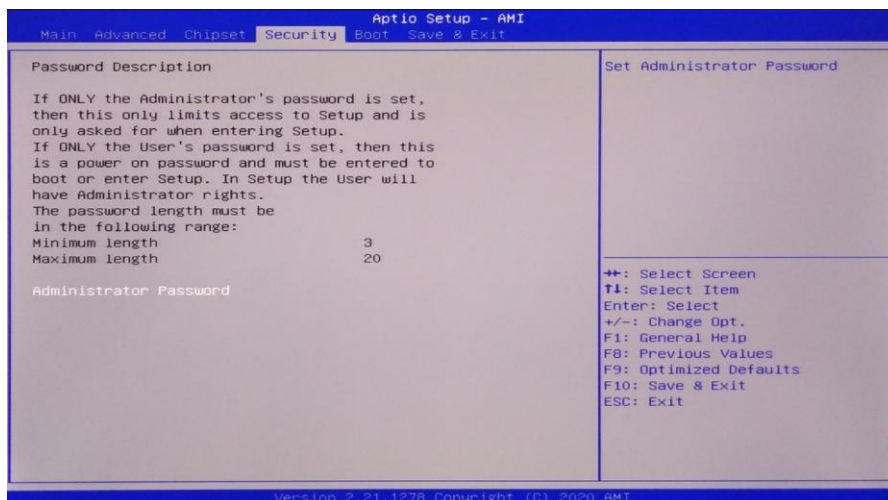 Aptio Setup - AMI
Main Advanced Chipset Security Boot Save & Exit
Password Description
If ONLY the Administrator's password is set,
then this only limits access to Setup and is
only asked for when entering Setup.
If ONLY the User's password is set, then this
is a power on password and must be entered to
boot or enter Setup. In Setup the User will
have Administrator rights.
The password length must be
in the following range:
Minimum length 3
Maximum length 20
Administrator Password
Set Administrator Password
→←: Select Screen
↑↓: Select Item
Enter: Select
+/-: Change Opt.
F1: General Help
F8: Previous Values
F9: Optimized Defaults
F10: Save & Exit
ESC: Exit
Version 2.21.1278 Copyright (C) 2020 AMI